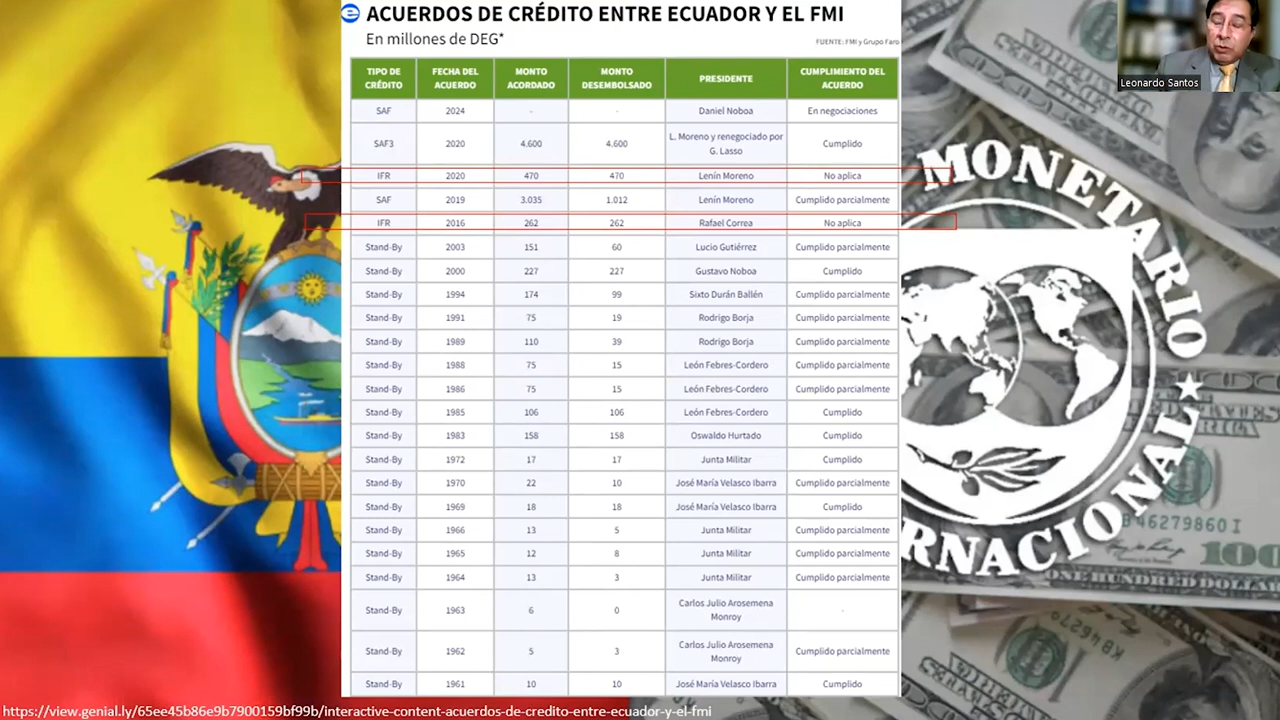 ACUERDOS DE CRÉDITO ENTRE ECUADOR Y EL FMI
En millones de DEG*
FUENTE: FMI y Grupo Faro
TIPO DE CRÉDITO FECHA DEL ACUERDO MONTO ACORDADO MONTO DESEMBOLSADO PRESIDENTE CUMPLIMIENTO DEL ACUERDO
SAF 2024 - - Daniel Noboa En negociaciones
SAF3 2020 4.600 4.600 L. Moreno y renegociado por G. Lasso Cumplido
IFR 2020 470 470 Lenín Moreno No aplica
SAF 2019 3.035 1.012 Lenín Moreno Cumplido parcialmente
IFR 2016 262 262 Rafael Correa No aplica
Stand-By 2003 151 60 Lucio Gutiérrez Cumplido parcialmente
Stand-By 2000 227 227 Gustavo Noboa Cumplido
Stand-By 1994 174 99 Sixto Durán Ballén Cumplido parcialmente
Stand-By 1991 75 19 Rodrigo Borja Cumplido parcialmente
Stand-By 1989 110 39 Rodrigo Borja Cumplido parcialmente
Stand-By 1988 75 15 León Febres-Cordero Cumplido parcialmente
Stand-By 1986 75 15 León Febres-Cordero Cumplido parcialmente
Stand-By 1985 106 106 León Febres-Cordero Cumplido
Stand-By 1983 158 158 Oswaldo Hurtado Cumplido
Stand-By 1972 17 17 Junta Militar Cumplido
Stand-By 1970 22 10 José María Velasco Ibarra Cumplido parcialmente
Stand-By 1969 18 18 José María Velasco Ibarra Cumplido
Stand-By 1966 13 5 Junta Militar Cumplido parcialmente
Stand-By 1965 12 8 Junta Militar Cumplido parcialmente
Stand-By 1964 13 3 Junta Militar Cumplido parcialmente
Stand-By 1963 6 0 Carlos Julio Arosemena Monroy -
Stand-By 1962 5 3 Carlos Julio Arosemena Monroy Cumplido parcialmente
Stand-By 1961 10 10 José María Velasco Ibarra Cumplido
Leonardo Santos
MONETARIO
RNACIONAL
B 46279860 I
100
KB46279
https://view.genial.ly/65ee45b86e9b7900159bf99b/interactive-content-acuerdos-de-credito-entre-ecuador-y-el-fmi